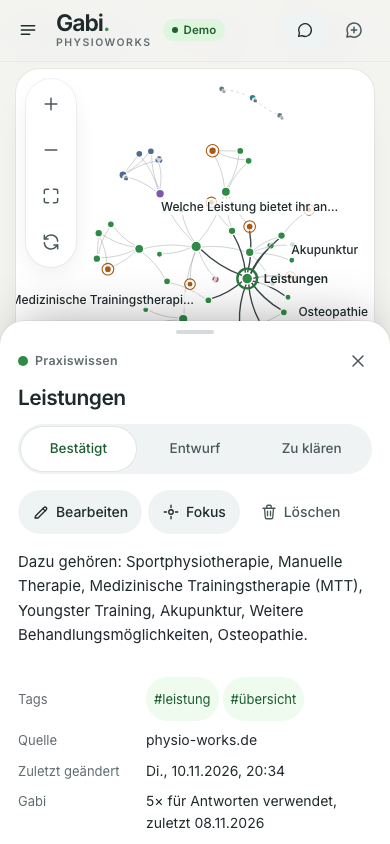 Gabi.
PHYSIOWORKS
Demo
Welche Leistung bietet ihr an...
Akupunktur
Leistungen
Medizinische Trainingstherapi...
Osteopathie
Praxiswissen
Leistungen
Bestätigt Entwurf Zu klären
Bearbeiten Fokus Löschen
Dazu gehören: Sportphysiotherapie, Manuelle
Therapie, Medizinische Trainingstherapie (MTT),
Youngster Training, Akupunktur, Weitere
Behandlungsmöglichkeiten, Osteopathie.
Tags #leistung #übersicht
Quelle physio-works.de
Zuletzt geändert Di., 10.11.2026, 20:34
Gabi 5× für Antworten verwendet,
zuletzt 08.11.2026